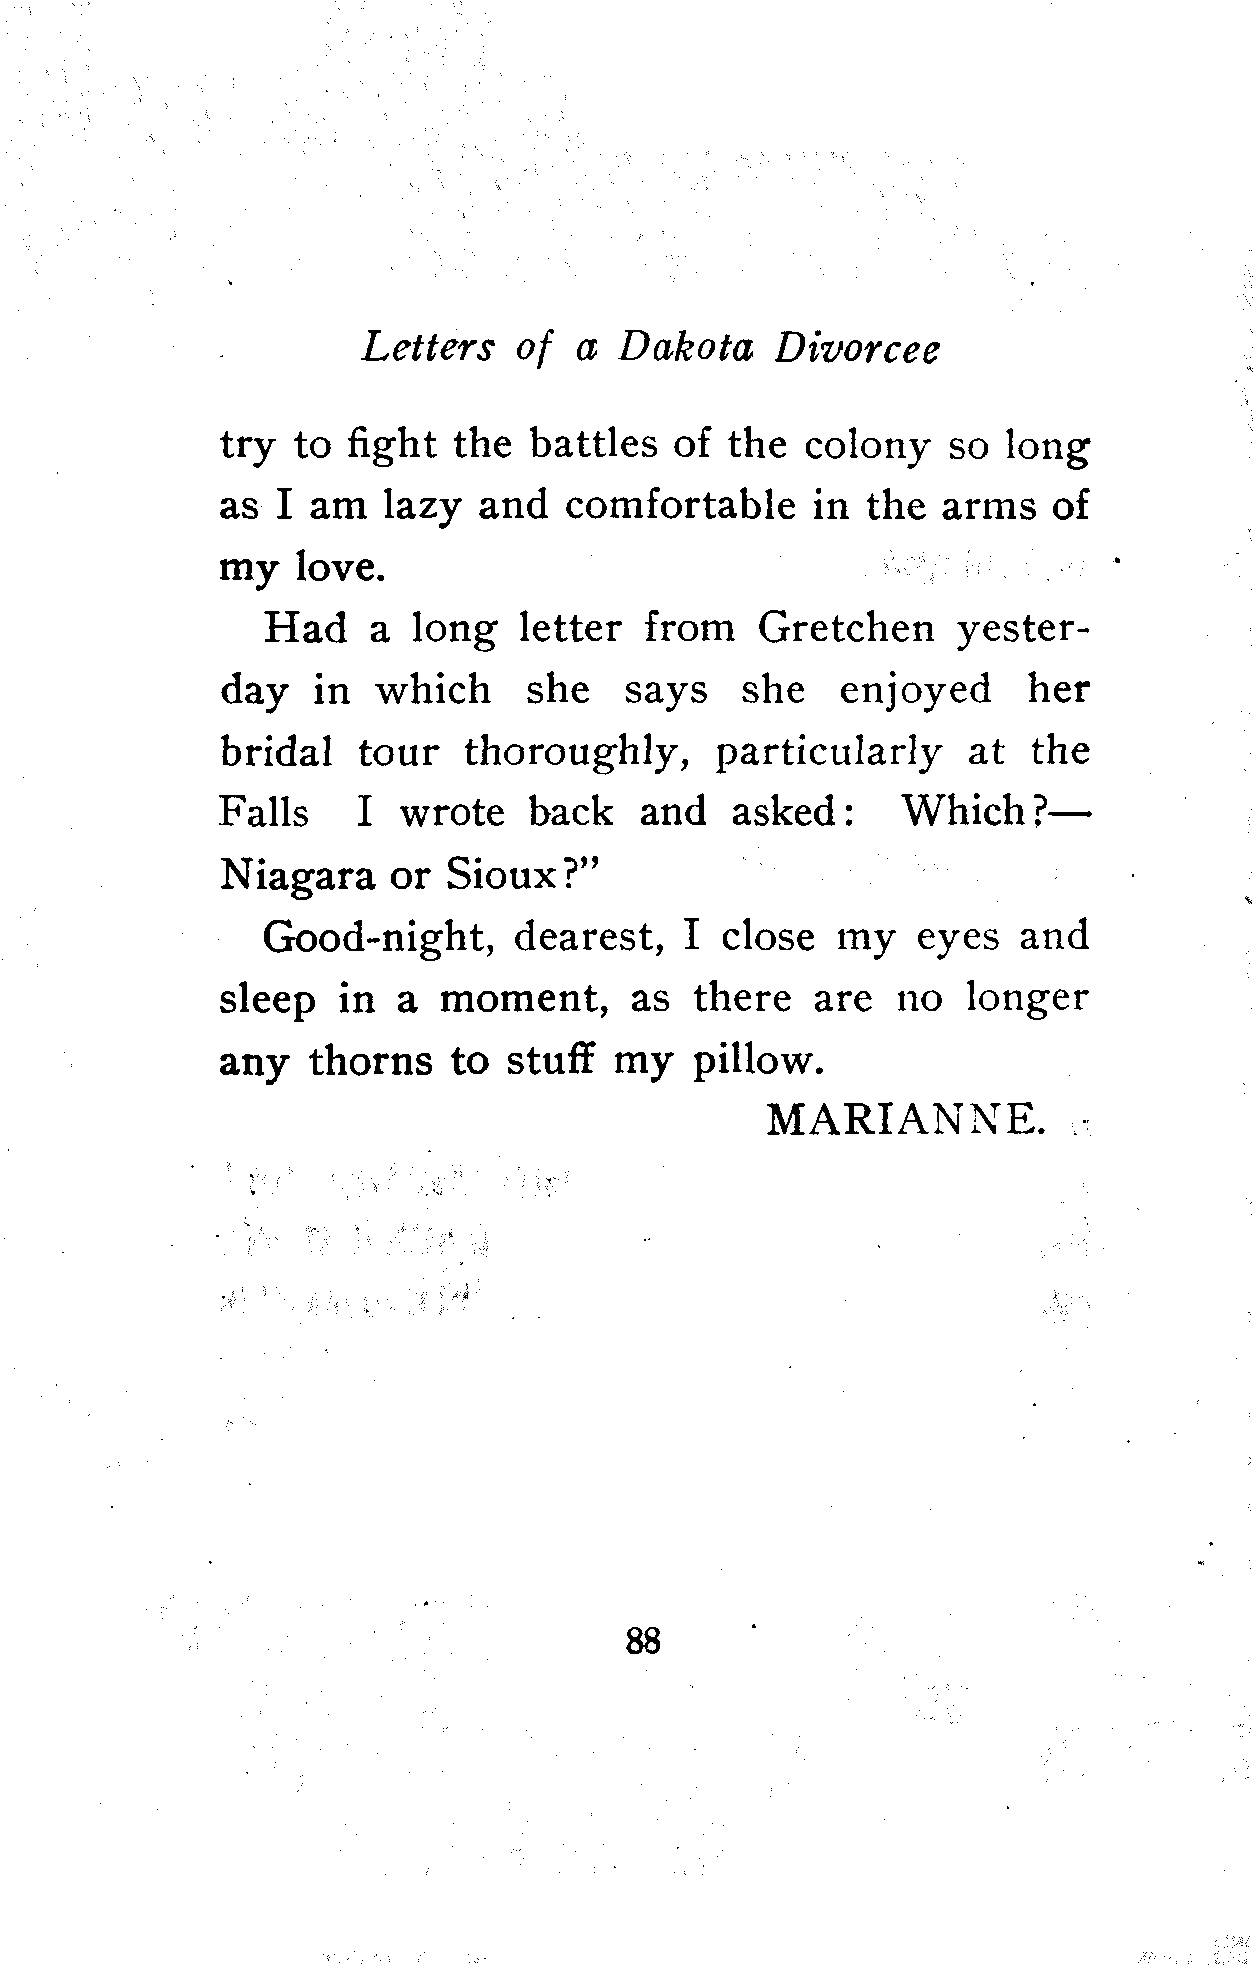 Letters of a Dakota Divorcee
try to fight the battles of the colony so long
as I am lazy and comfortable in the arms of
my love.
Had a long letter from Gretchen yester-
day in which she says she enjoyed her
bridal tour thoroughly, particularly at the
Falls I wrote back and asked: Which?—
Niagara or Sioux?"
Good-night, dearest, I close my eyes and
sleep in a moment, as there are no longer
any thorns to stuff my pillow.
MARIANNE.
88